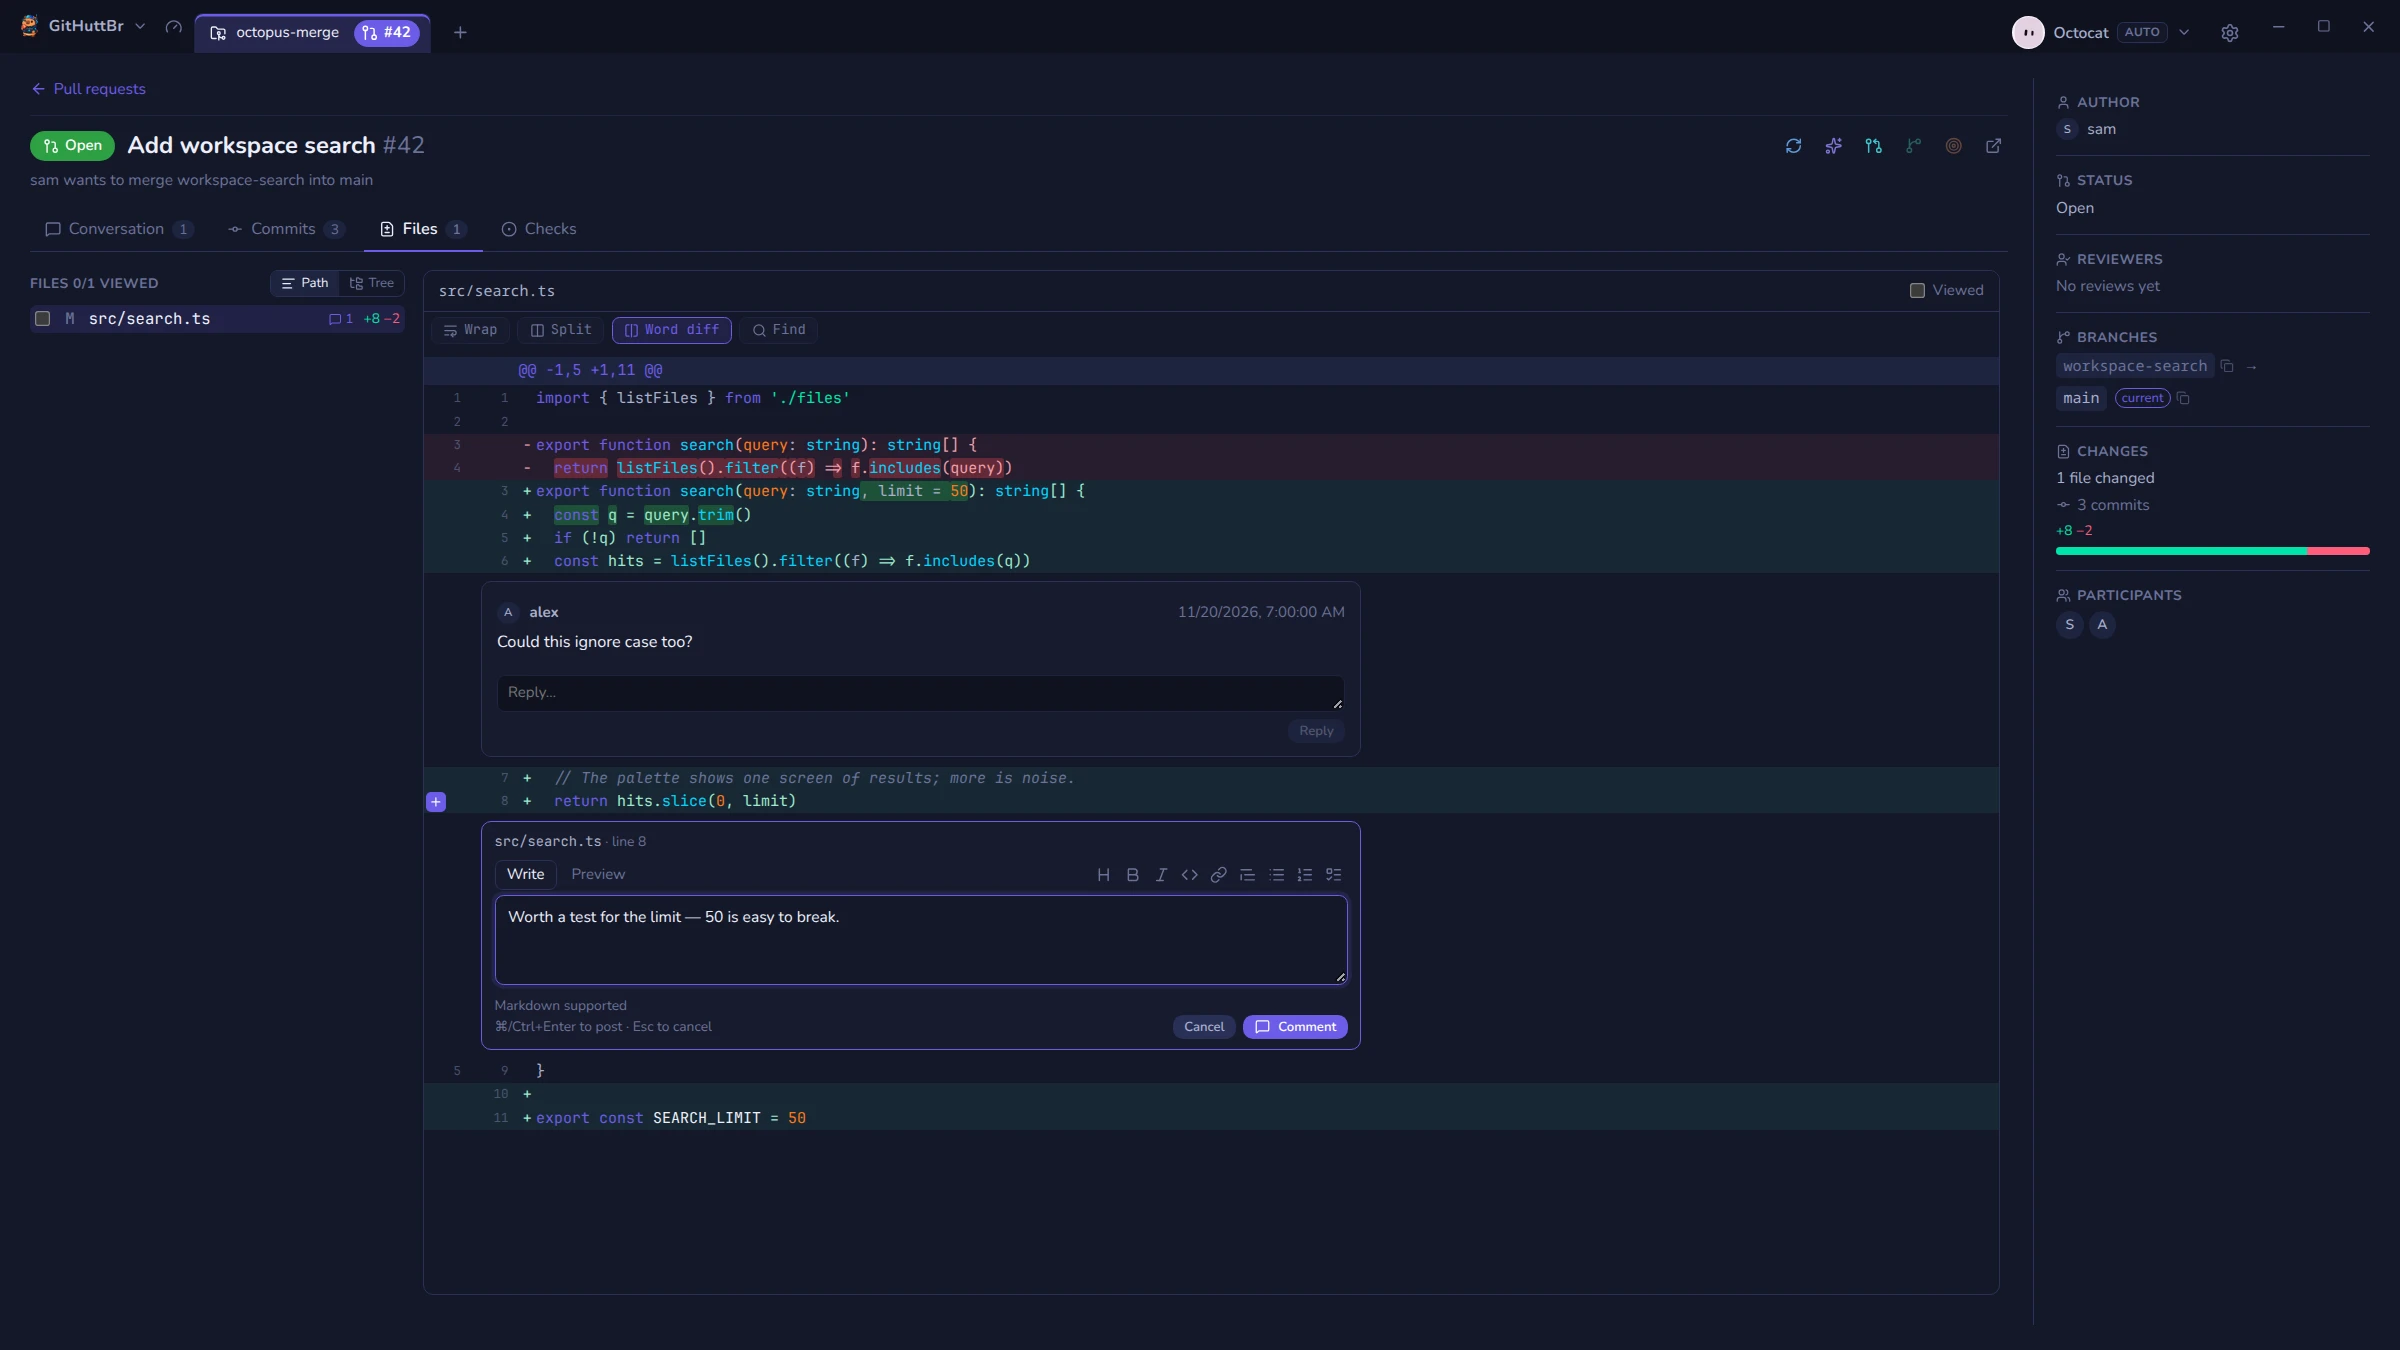 GitHuttBr
octopus-merge #42
Octocat AUTO
Pull requests
Open Add workspace search #42
sam wants to merge workspace-search into main
Conversation 1 Commits 3 Files 1 Checks
FILES 0/1 VIEWED Path Tree
M src/search.ts 1 +8 −2
src/search.ts Viewed
Wrap Split Word diff Find
@@ -1,5 +1,11 @@
1 1 import { listFiles } from './files'
2 2
3 - export function search(query: string): string[] {
4 - return listFiles().filter((f) => f.includes(query))
3 + export function search(query: string, limit = 50): string[] {
4 + const q = query.trim()
5 + if (!q) return []
6 + const hits = listFiles().filter((f) => f.includes(q))
A alex 11/20/2026, 7:00:00 AM
Could this ignore case too?
Reply...
Reply
7 + // The palette shows one screen of results; more is noise.
+ 8 + return hits.slice(0, limit)
src/search.ts · line 8
Write Preview H B I
Worth a test for the limit — 50 is easy to break.
Markdown supported
⌘/Ctrl+Enter to post · Esc to cancel
Cancel Comment
5 9 }
10 +
11 + export const SEARCH_LIMIT = 50
AUTHOR
S sam
STATUS
Open
REVIEWERS
No reviews yet
BRANCHES
workspace-search →
main current
CHANGES
1 file changed
3 commits
+8 −2
PARTICIPANTS
S A